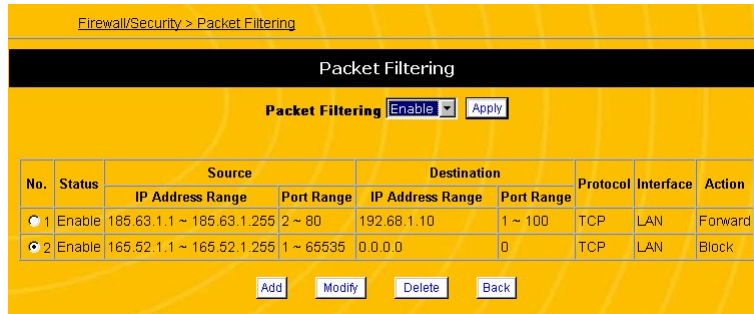 Firewall/Security > Packet Filtering
Packet Filtering
Packet Filtering Enable Apply
No. Status Source Destination Protocol Interface Action
IP Address Range Port Range IP Address Range Port Range
1 Enable 185.63.1.1 ~ 185.63.1.255 2 ~ 80 192.68.1.10 1 ~ 100 TCP LAN Forward
2 Enable 165.52.1.1 ~ 165.52.1.255 1 ~ 65535 0.0.0.0 0 TCP LAN Block
Add Modify Delete Back